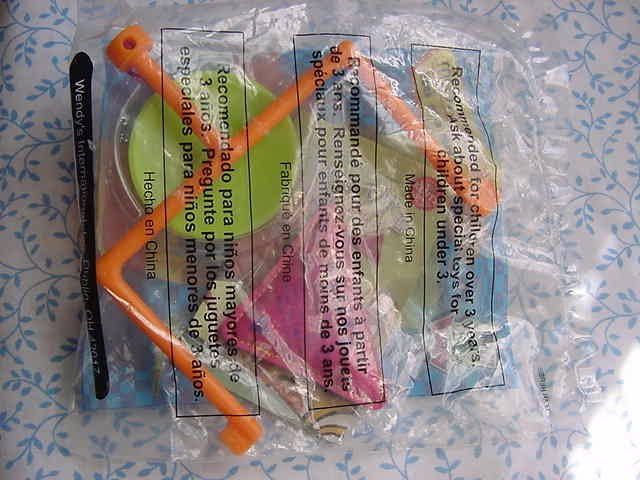 Recommended for children over 3 years.
Ask about special toys for
children under 3.
Made in China
Recommandé pour des enfants à partir
de 3 ans. Renseignez-vous sur nos jouets
spéciaux pour enfants de moins de 3 ans.
Fabriqué en Chine
Recomendado para niños mayores de
3 años. Pregunte por los juguetes
especiales para niños menores de 3 años.
Hecho en China
Wendy's International Dublin, OH